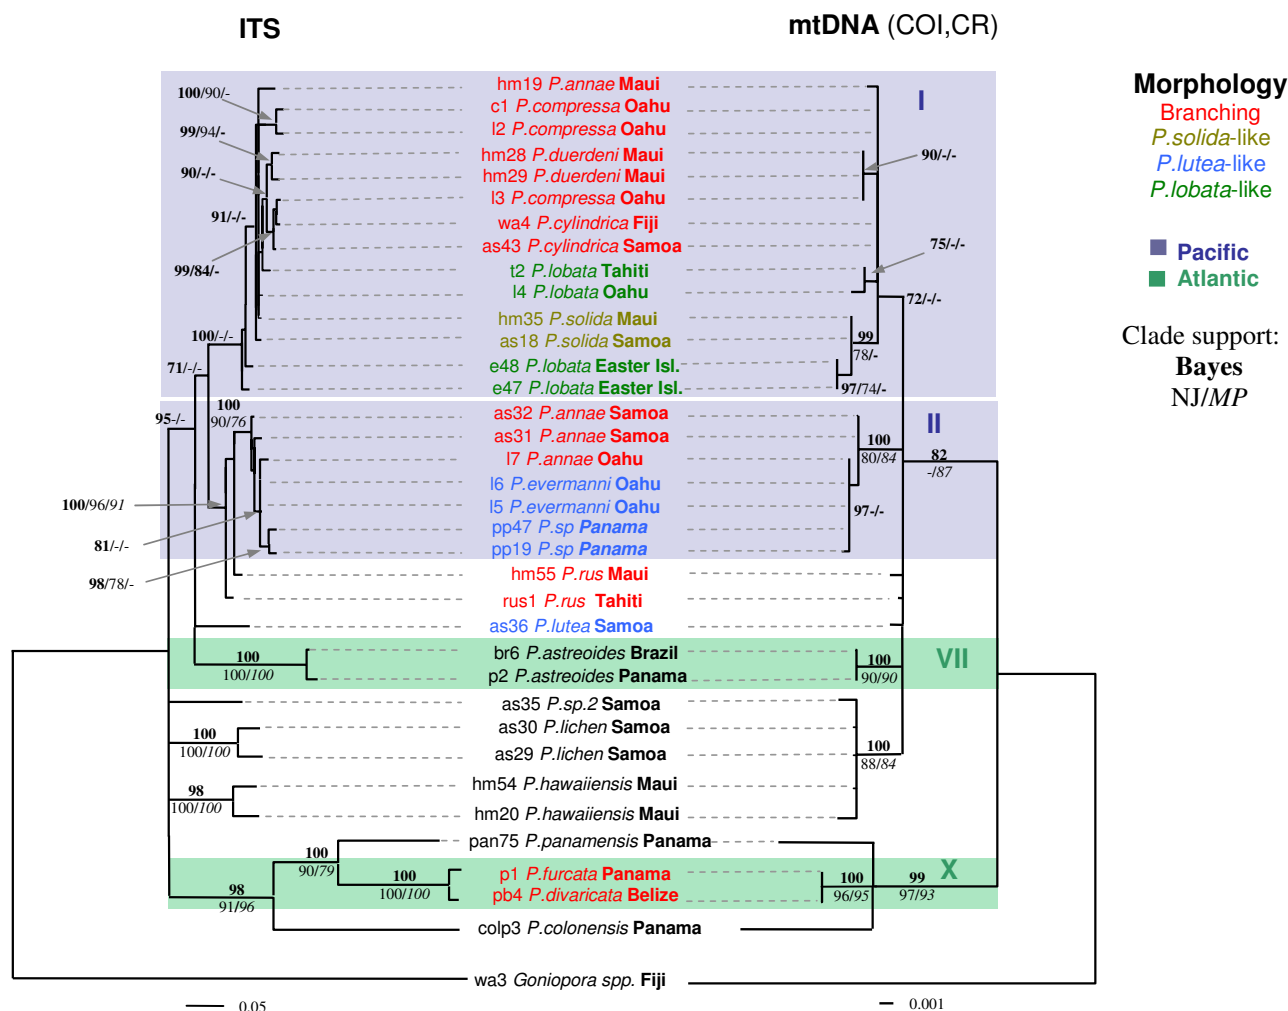 ITS
mtDNA (COI,CR)
Morphology
Branching
P.solida-like
P.lutea-like
P.lobata-like
Pacific
Atlantic
Clade support:
Bayes
NJ/MP
I
II
VII
X
hm19 P.annae Maui
c1 P.compressa Oahu
l2 P.compressa Oahu
hm28 P.duerdeni Maui
hm29 P.duerdeni Maui
l3 P.compressa Oahu
wa4 P.cylindrica Fiji
as43 P.cylindrica Samoa
t2 P.lobata Tahiti
l4 P.lobata Oahu
hm35 P.solida Maui
as18 P.solida Samoa
e48 P.lobata Easter Isl.
e47 P.lobata Easter Isl.
as32 P.annae Samoa
as31 P.annae Samoa
l7 P.annae Oahu
l6 P.evermanni Oahu
l5 P.evermanni Oahu
pp47 P.sp Panama
pp19 P.sp Panama
hm55 P.rus Maui
rus1 P.rus Tahiti
as36 P.lutea Samoa
br6 P.astreoides Brazil
p2 P.astreoides Panama
as35 P.sp.2 Samoa
as30 P.lichen Samoa
as29 P.lichen Samoa
hm54 P.hawaiiensis Maui
hm20 P.hawaiiensis Maui
pan75 P.panamensis Panama
p1 P.furcata Panama
pb4 P.divaricata Belize
colp3 P.colonensis Panama
wa3 Goniopora spp. Fiji
100/90/-
99/94/-
90/-/-
91/-/-
99/84/-
100/-/-
71/-/-
95-/-
100
90/76
100/96/91
81/-/-
98/78/-
100
100/100
100
100/100
98
100/100
100
90/79
100
100/100
98
91/96
0.05
90/-/-
75/-/-
72/-/-
99
78/-
97/74/-
100
80/84
82
-/87
97-/-
100
90/90
100
88/84
100
96/95
99
97/93
0.001